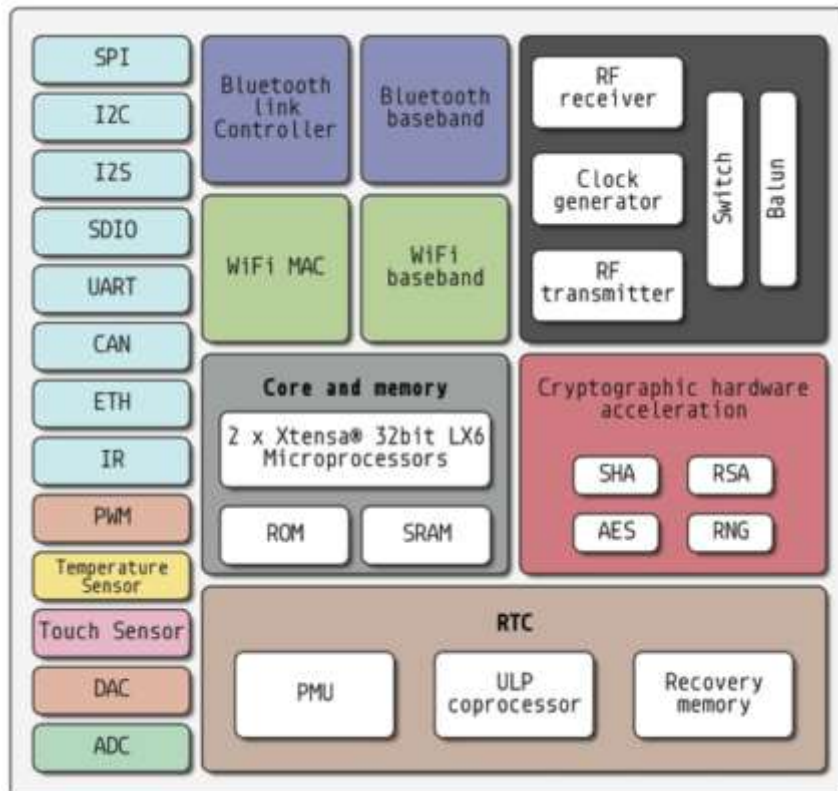 SPI
I2C
I2S
SDIO
UART
CAN
ETH
IR
PWM
Temperature
Sensor
Touch Sensor
DAC
ADC
Bluetooth
link
Controller
Bluetooth
baseband
WiFi MAC
WiFi
baseband
RF
receiver
Clock
generator
RF
transmitter
Switch
Balun
Core and memory
2 x Xtensa® 32bit LX6
Microprocessors
ROM
SRAM
Cryptographic hardware
acceleration
SHA
RSA
AES
RNG
RTC
PMU
ULP
coprocessor
Recovery
memory